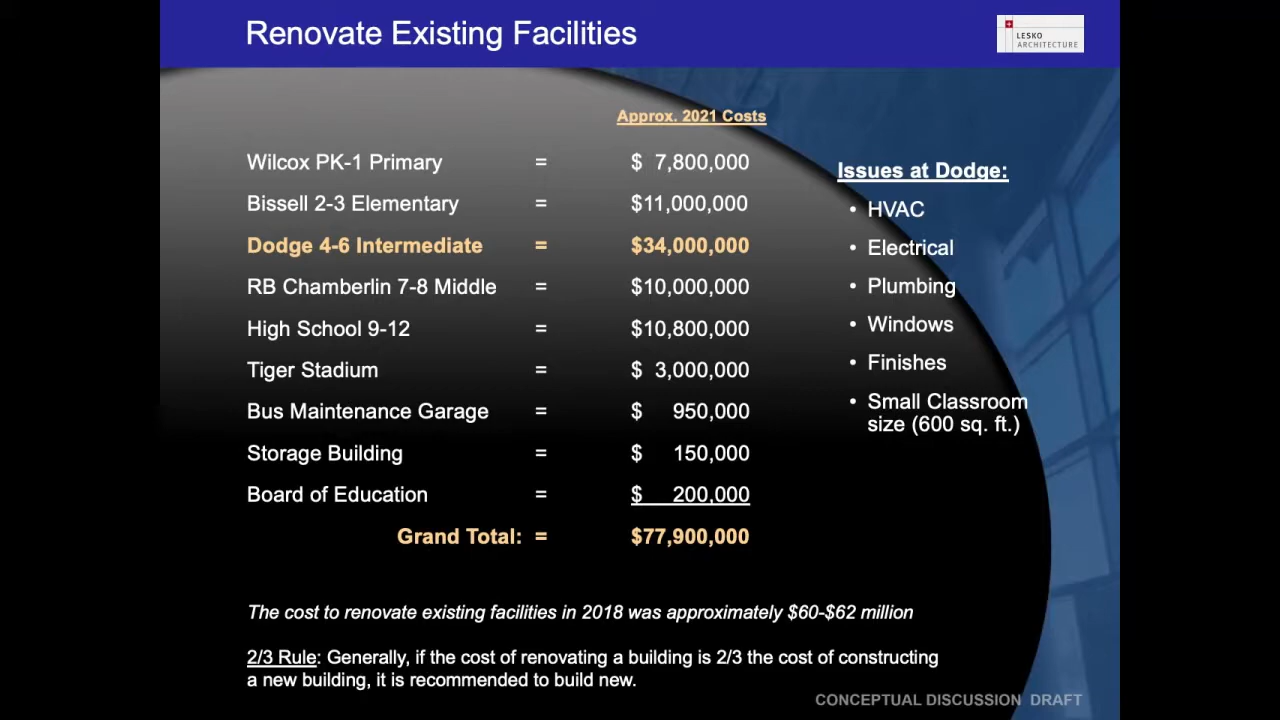 Renovate Existing Facilities
LESKO
ARCHITECTURE
Approx. 2021 Costs
Wilcox PK-1 Primary = $ 7,800,000
Bissell 2-3 Elementary = $11,000,000
Dodge 4-6 Intermediate = $34,000,000
RB Chamberlin 7-8 Middle = $10,000,000
High School 9-12 = $10,800,000
Tiger Stadium = $ 3,000,000
Bus Maintenance Garage = $ 950,000
Storage Building = $ 150,000
Board of Education = $ 200,000
Grand Total: = $77,900,000
Issues at Dodge:
• HVAC
• Electrical
• Plumbing
• Windows
• Finishes
• Small Classroom
size (600 sq. ft.)
The cost to renovate existing facilities in 2018 was approximately $60-$62 million
2/3 Rule: Generally, if the cost of renovating a building is 2/3 the cost of constructing
a new building, it is recommended to build new.
CONCEPTUAL DISCUSSION DRAFT